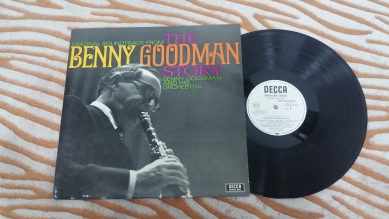 ORIGINAL SOUNDTRACK FROM
THE
BENNY GOODMAN
STORY
BENNY GOODMAN
AND HIS
ORCHESTRA
DECCA
DECCA